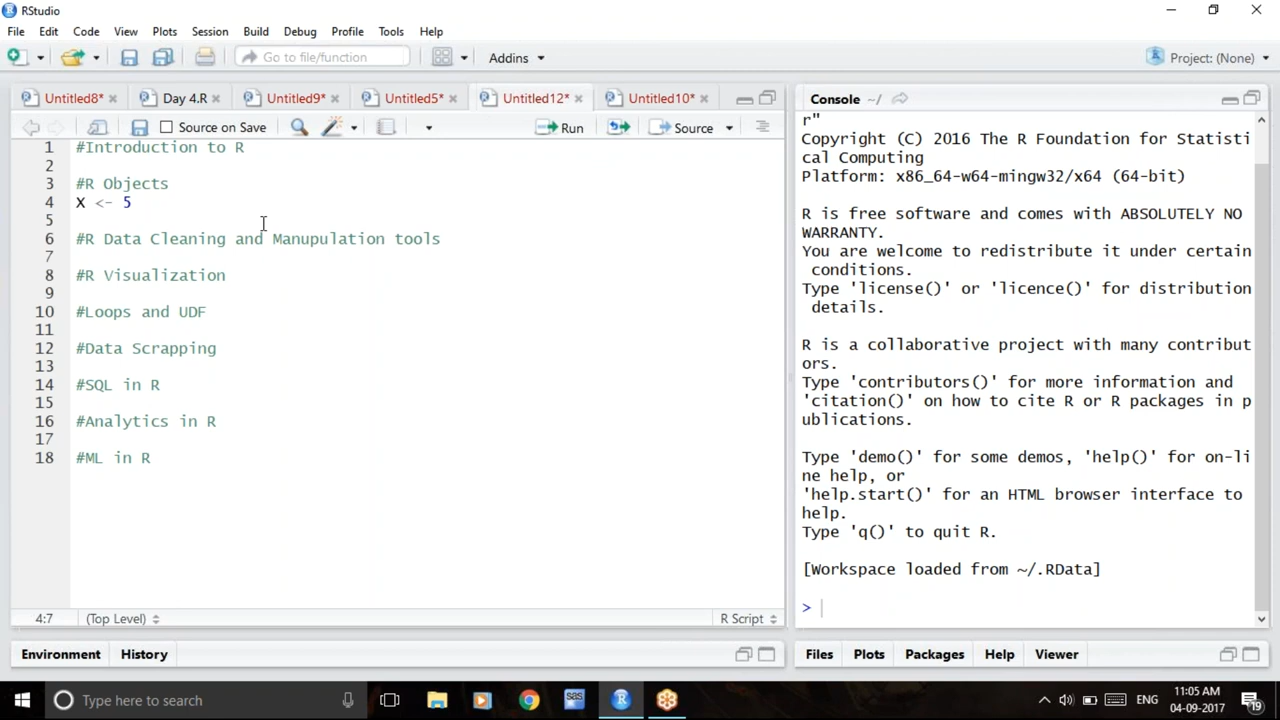 RStudio
File Edit Code View Plots Session Build Debug Profile Tools Help
Go to file/function Addins Project: (None)
Untitled8* Day 4.R Untitled9* Untitled5* Untitled12* Untitled10*
Source on Save Run Source
1 #Introduction to R
2
3 #R Objects
4 X <- 5
5
6 #R Data Cleaning and Manupulation tools
7
8 #R Visualization
9
10 #Loops and UDF
11
12 #Data Scrapping
13
14 #SQL in R
15
16 #Analytics in R
17
18 #ML in R
4:7 (Top Level) R Script
Environment History
Console ~/
r"
Copyright (C) 2016 The R Foundation for Statisti
cal Computing
Platform: x86_64-w64-mingw32/x64 (64-bit)
R is free software and comes with ABSOLUTELY NO
WARRANTY.
You are welcome to redistribute it under certain
conditions.
Type 'license()' or 'licence()' for distribution
details.
R is a collaborative project with many contribut
ors.
Type 'contributors()' for more information and
'citation()' on how to cite R or R packages in p
ublications.
Type 'demo()' for some demos, 'help()' for on-li
ne help, or
'help.start()' for an HTML browser interface to
help.
Type 'q()' to quit R.
[Workspace loaded from ~/.RData]
>
Files Plots Packages Help Viewer
Type here to search
sas
ENG
11:05 AM
04-09-2017
19